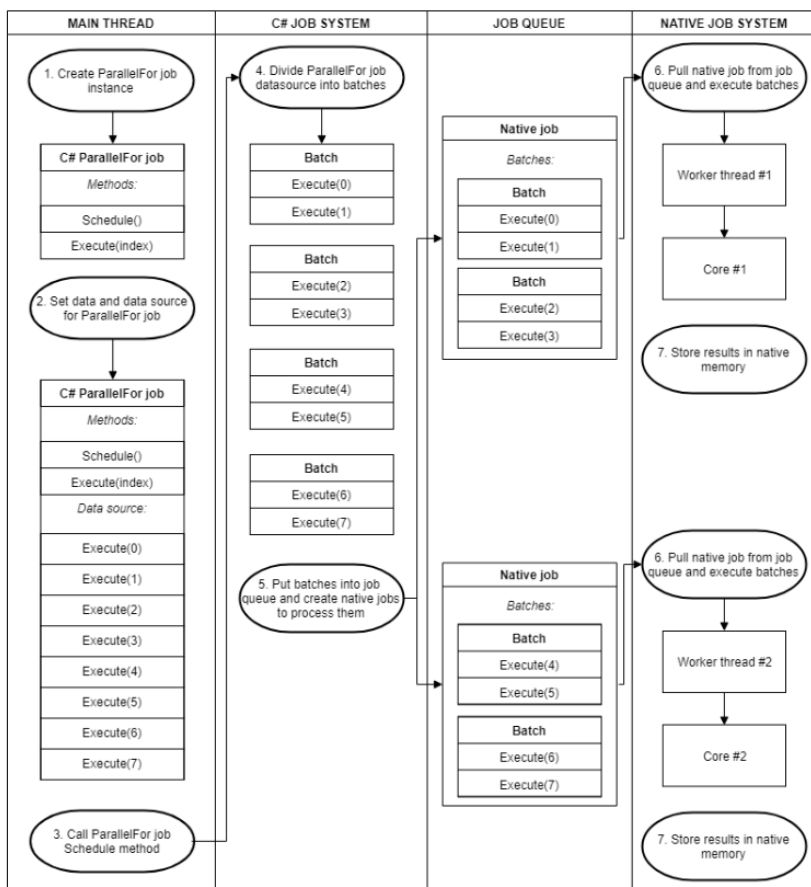 MAIN THREAD
1. Create ParallelFor job
instance
C# ParallelFor job
Methods:
Schedule()
Execute(index)
2. Set data and data source
for ParallelFor job
C# ParallelFor job
Methods:
Schedule()
Execute(index)
Data source:
Execute(0)
Execute(1)
Execute(2)
Execute(3)
Execute(4)
Execute(5)
Execute(6)
Execute(7)
3. Call ParallelFor job
Schedule method
C# JOB SYSTEM
4. Divide ParallelFor job
datasource into batches
Batch
Execute(0)
Execute(1)
Batch
Execute(2)
Execute(3)
Batch
Execute(4)
Execute(5)
Batch
Execute(6)
Execute(7)
5. Put batches into job
queue and create native jobs
to process them
JOB QUEUE
Native job
Batches:
Batch
Execute(0)
Execute(1)
Batch
Execute(2)
Execute(3)
Native job
Batches:
Batch
Execute(4)
Execute(5)
Batch
Execute(6)
Execute(7)
NATIVE JOB SYSTEM
6. Pull native job from job
queue and execute batches
Worker thread #1
Core #1
7. Store results in native
memory
6. Pull native job from job
queue and execute batches
Worker thread #2
Core #2
7. Store results in native
memory